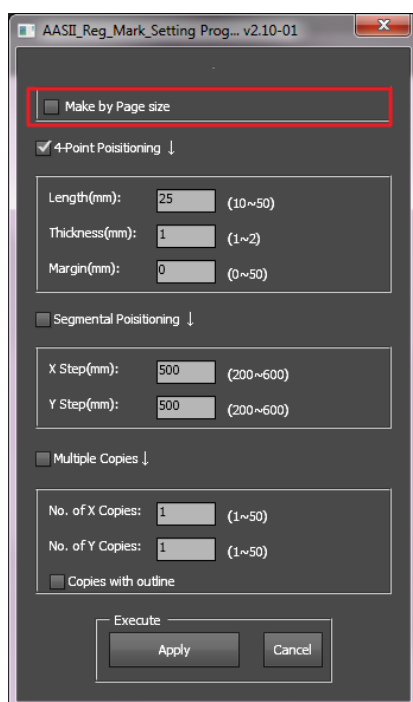 AASII_Reg_Mark_Setting Prog... v2.10-01
Make by Page size
4-Point Poisitioning ↓
Length(mm): 25 (10~50)
Thickness(mm): 1 (1~2)
Margin(mm): 0 (0~50)
Segmental Poisitioning ↓
X Step(mm): 500 (200~600)
Y Step(mm): 500 (200~600)
Multiple Copies ↓
No. of X Copies: 1 (1~50)
No. of Y Copies: 1 (1~50)
Copies with outline
Execute
Apply Cancel